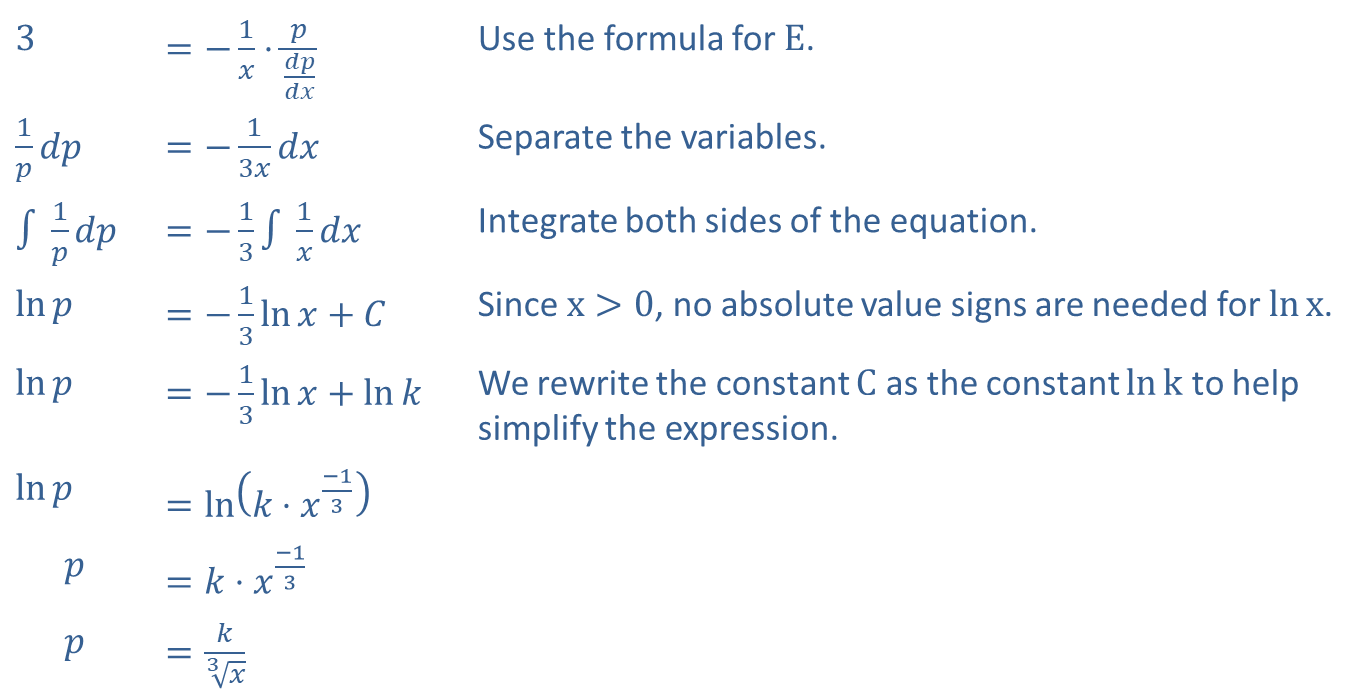 3 = −1/x · p/(dp/dx) Use the formula for E.
1/p dp = −1/(3x) dx Separate the variables.
∫ 1/p dp = −1/3 ∫ 1/x dx Integrate both sides of the equation.
ln p = −1/3 ln x + C Since x > 0, no absolute value signs are needed for ln x.
ln p = −1/3 ln x + ln k We rewrite the constant C as the constant ln k to help
simplify the expression.
ln p = ln(k · x^(−1/3))
p = k · x^(−1/3)
p = k/∛x